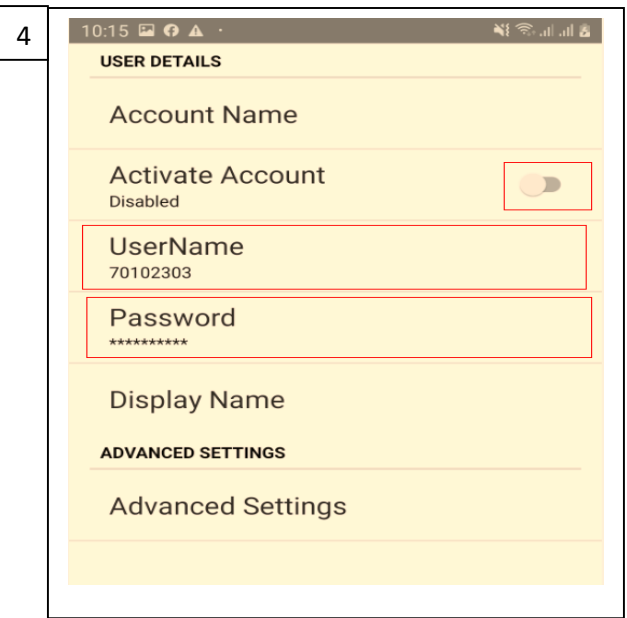 4
10:15
USER DETAILS
Account Name
Activate Account
Disabled
UserName
70102303
Password
**********
Display Name
ADVANCED SETTINGS
Advanced Settings